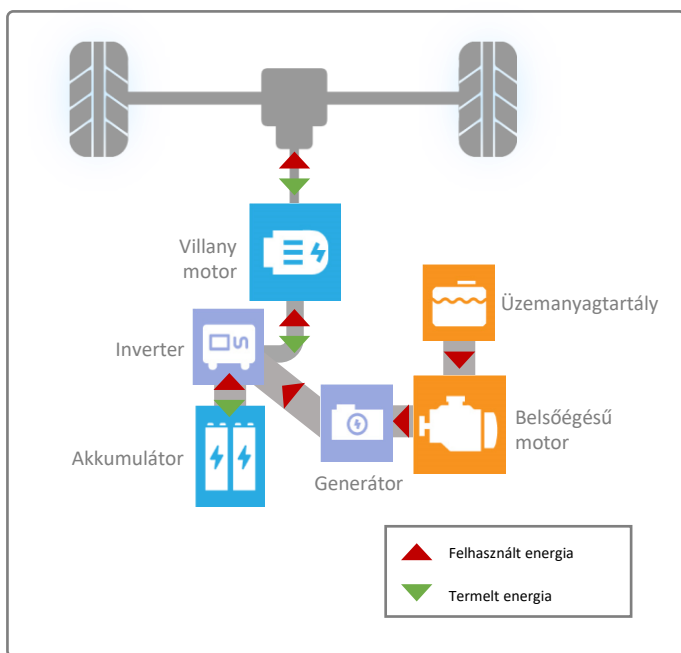 Villany
motor
Üzemanyagtartály
Inverter
Belsőégésű
motor
Akkumulátor
Generátor
Felhasznált energia
Termelt energia